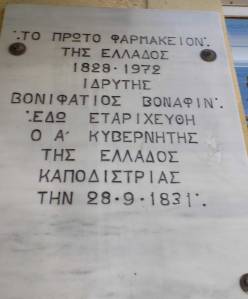 "ΤΟ ΠΡΩΤΟ ΦΑΡΜΑΚΕΙΟΝ"
ΤΗΣ ΕΛΛΑΔΟΣ
1828-1972
ΙΔΡΥΤΗΣ
ΒΟΝΙΦΑΤΙΟΣ ΒΟΝΑΦΙΝ.
"ΕΔΩ ΕΤΑΡΙΧΕΥΘΗ
Ο Α' ΚΥΒΕΡΝΗΤΗΣ
ΤΗΣ ΕΛΛΑΔΟΣ
ΚΑΠΟΔΙΣΤΡΙΑΣ
ΤΗΝ 28-9-1831".